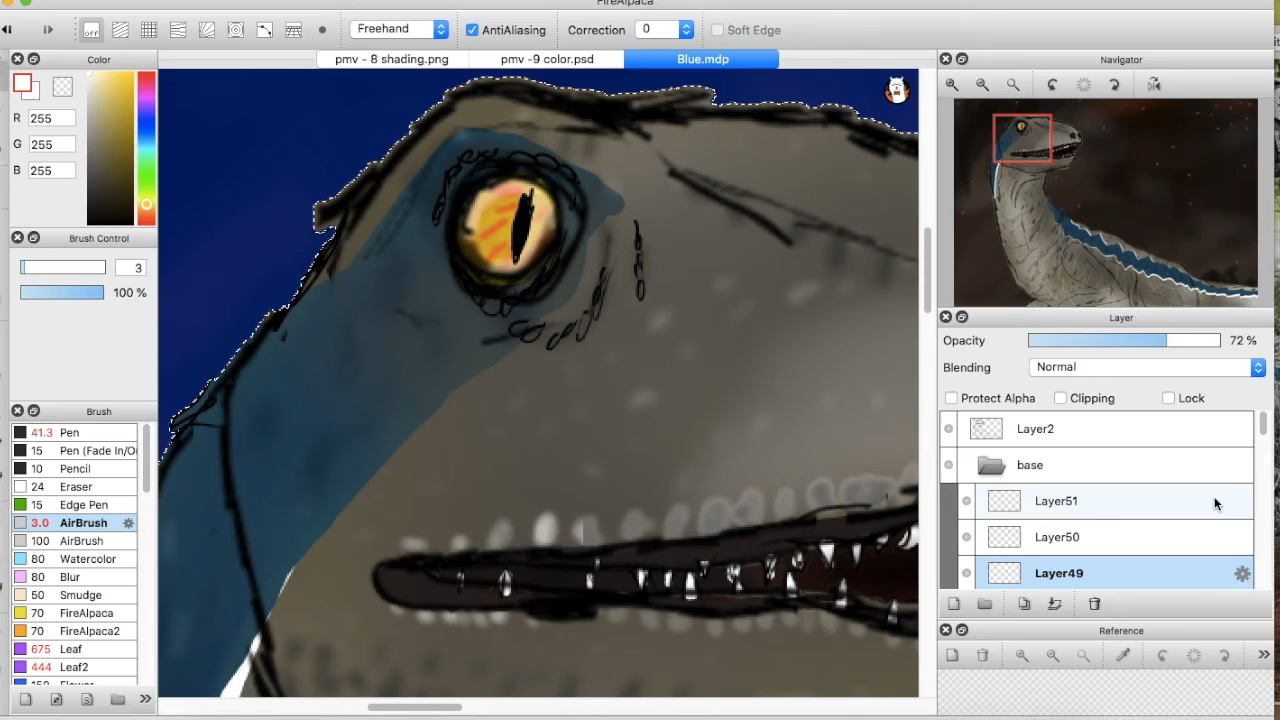 FireAlpaca
off
Freehand
AntiAliasing
Correction
0
Soft Edge
Color
pmv - 8 shading.png
pmv -9 color.psd
Blue.mdp
Navigator
R 255
G 255
B 255
Brush Control
3
100 %
Layer
Opacity
72 %
Blending
Normal
Protect Alpha
Clipping
Lock
Brush
41.3 Pen
15 Pen (Fade In/Ou
10 Pencil
24 Eraser
15 Edge Pen
3.0 AirBrush
100 AirBrush
80 Watercolor
80 Blur
50 Smudge
70 FireAlpaca
70 FireAlpaca2
675 Leaf
444 Leaf2
Layer2
base
Layer51
Layer50
Layer49
Reference